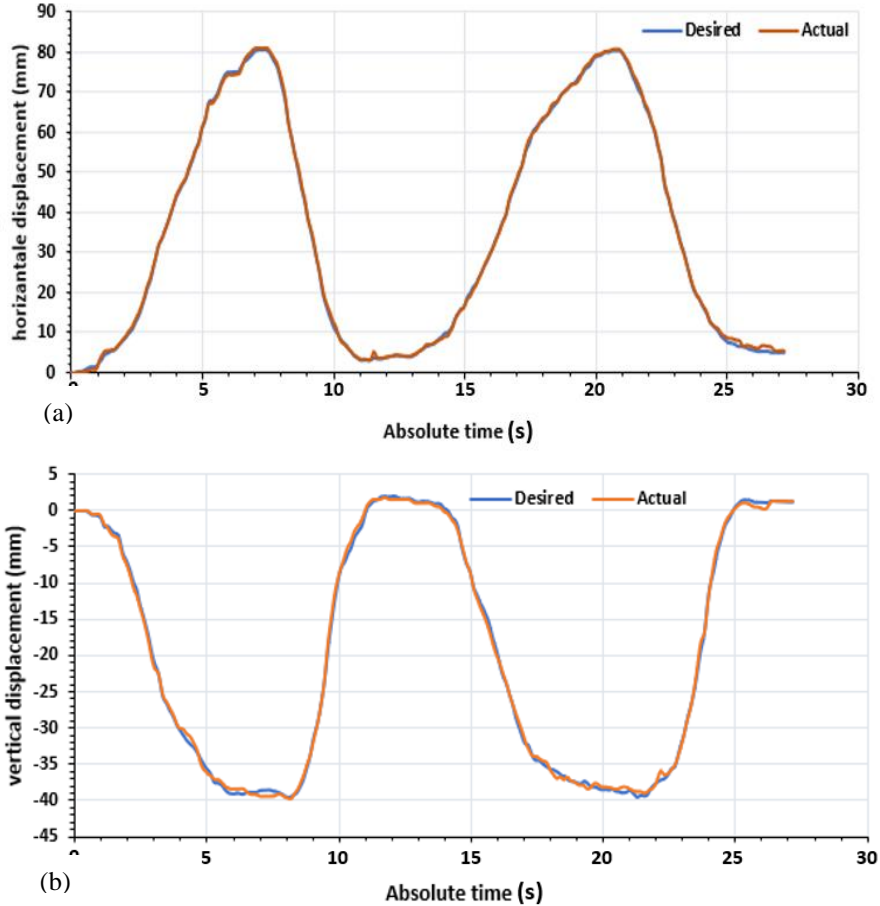 90
Desired Actual
80
70
60
50
40
30
20
10
0
horizantale displacement (mm)
5 10 15 20 25 30
(a)
Absolute time (s)
5
Desired Actual
0
-5
-10
-15
-20
-25
-30
-35
-40
-45
vertical displacement (mm)
5 10 15 20 25 30
(b)
Absolute time (s)